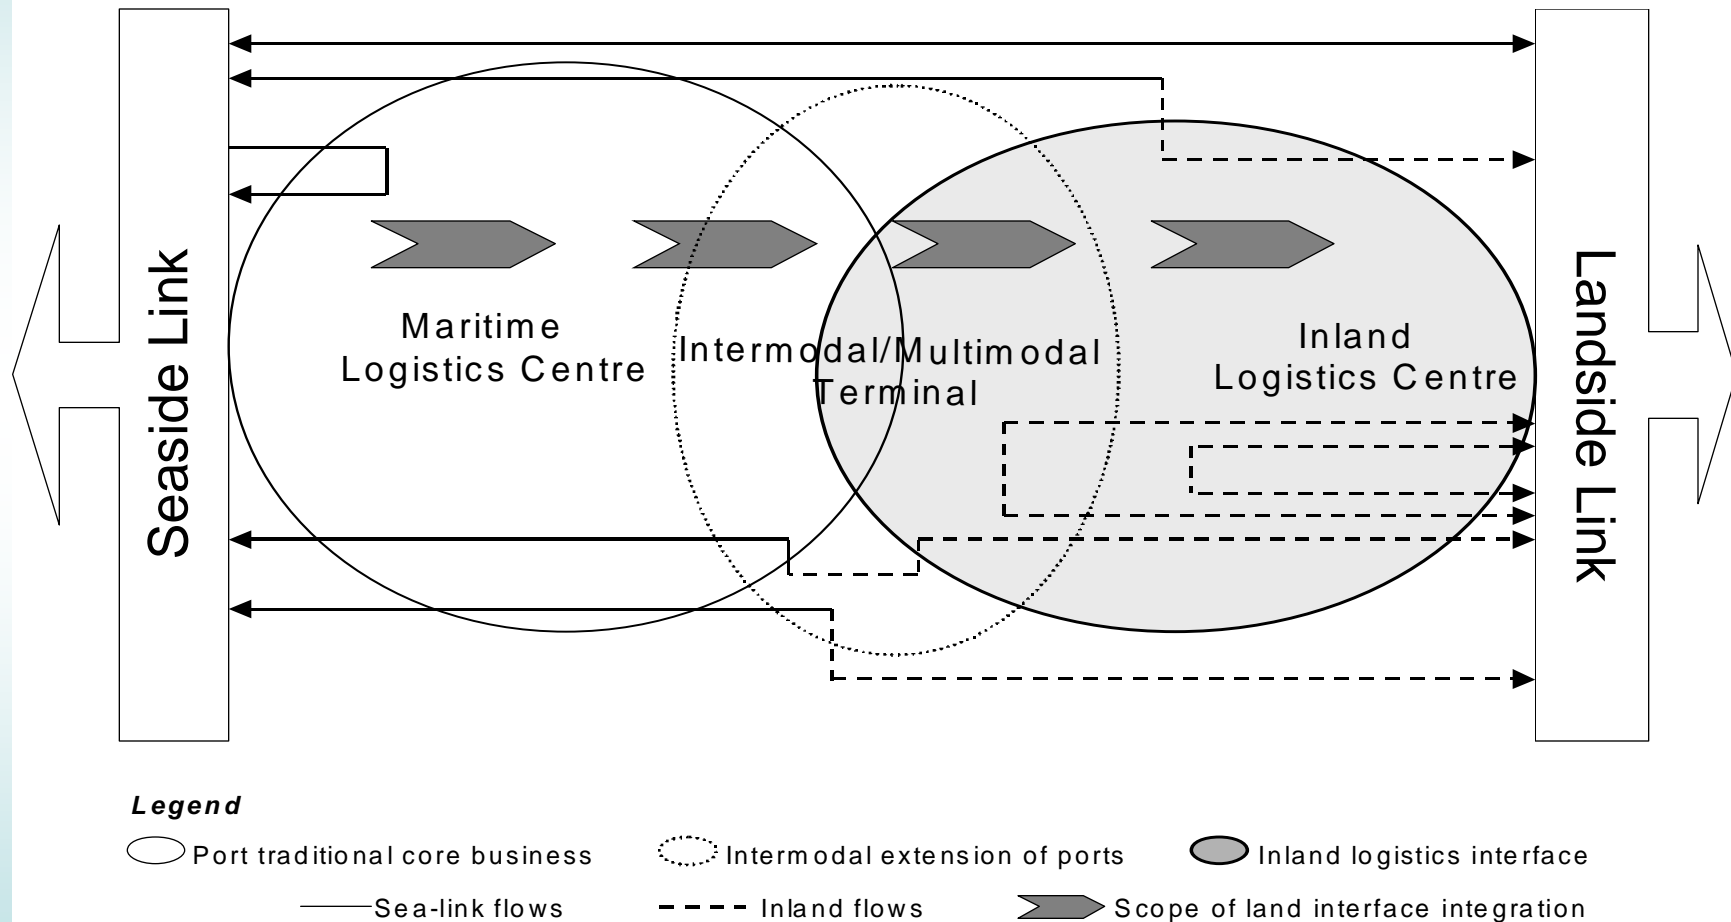 Seaside Link
Maritime
Logistics Centre
Intermodal/Multimodal
Terminal
Inland
Logistics Centre
Landside Link
Legend
Port traditional core business
Intermodal extension of ports
Inland logistics interface
Sea-link flows
Inland flows
Scope of land interface integration